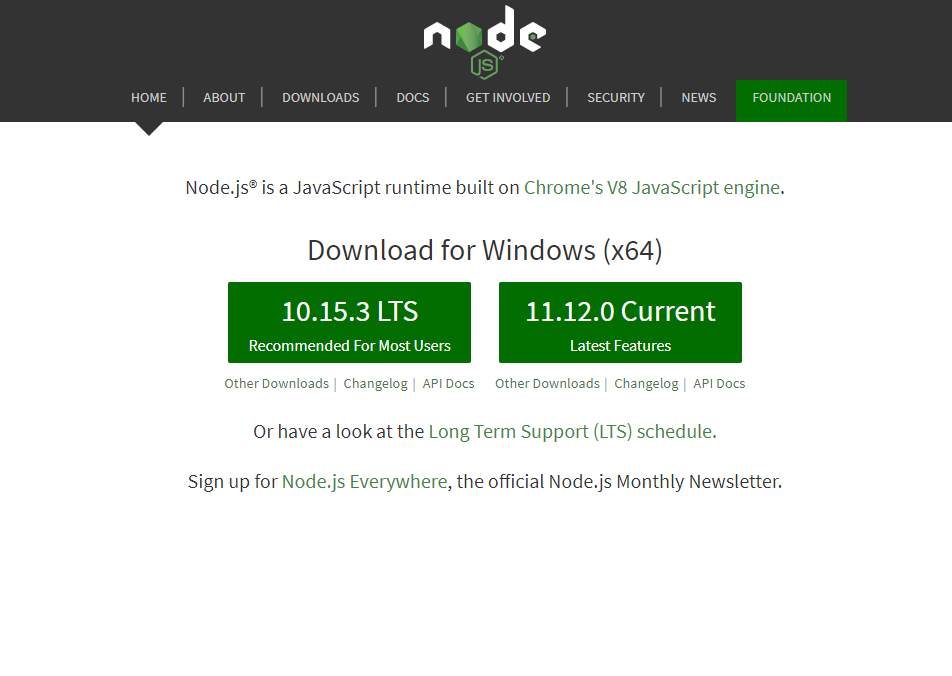 node
JS
HOME | ABOUT | DOWNLOADS | DOCS | GET INVOLVED | SECURITY | NEWS FOUNDATION
Node.js® is a JavaScript runtime built on Chrome's V8 JavaScript engine.
Download for Windows (x64)
10.15.3 LTS
Recommended For Most Users
11.12.0 Current
Latest Features
Other Downloads | Changelog | API Docs
Other Downloads | Changelog | API Docs
Or have a look at the Long Term Support (LTS) schedule.
Sign up for Node.js Everywhere, the official Node.js Monthly Newsletter.